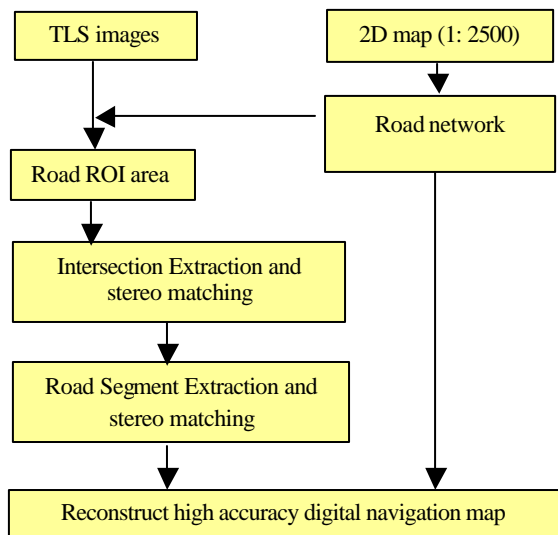 TLS images
2D map (1: 2500)
Road network
Road ROI area
Intersection Extraction and
stereo matching
Road Segment Extraction and
stereo matching
Reconstruct high accuracy digital navigation map